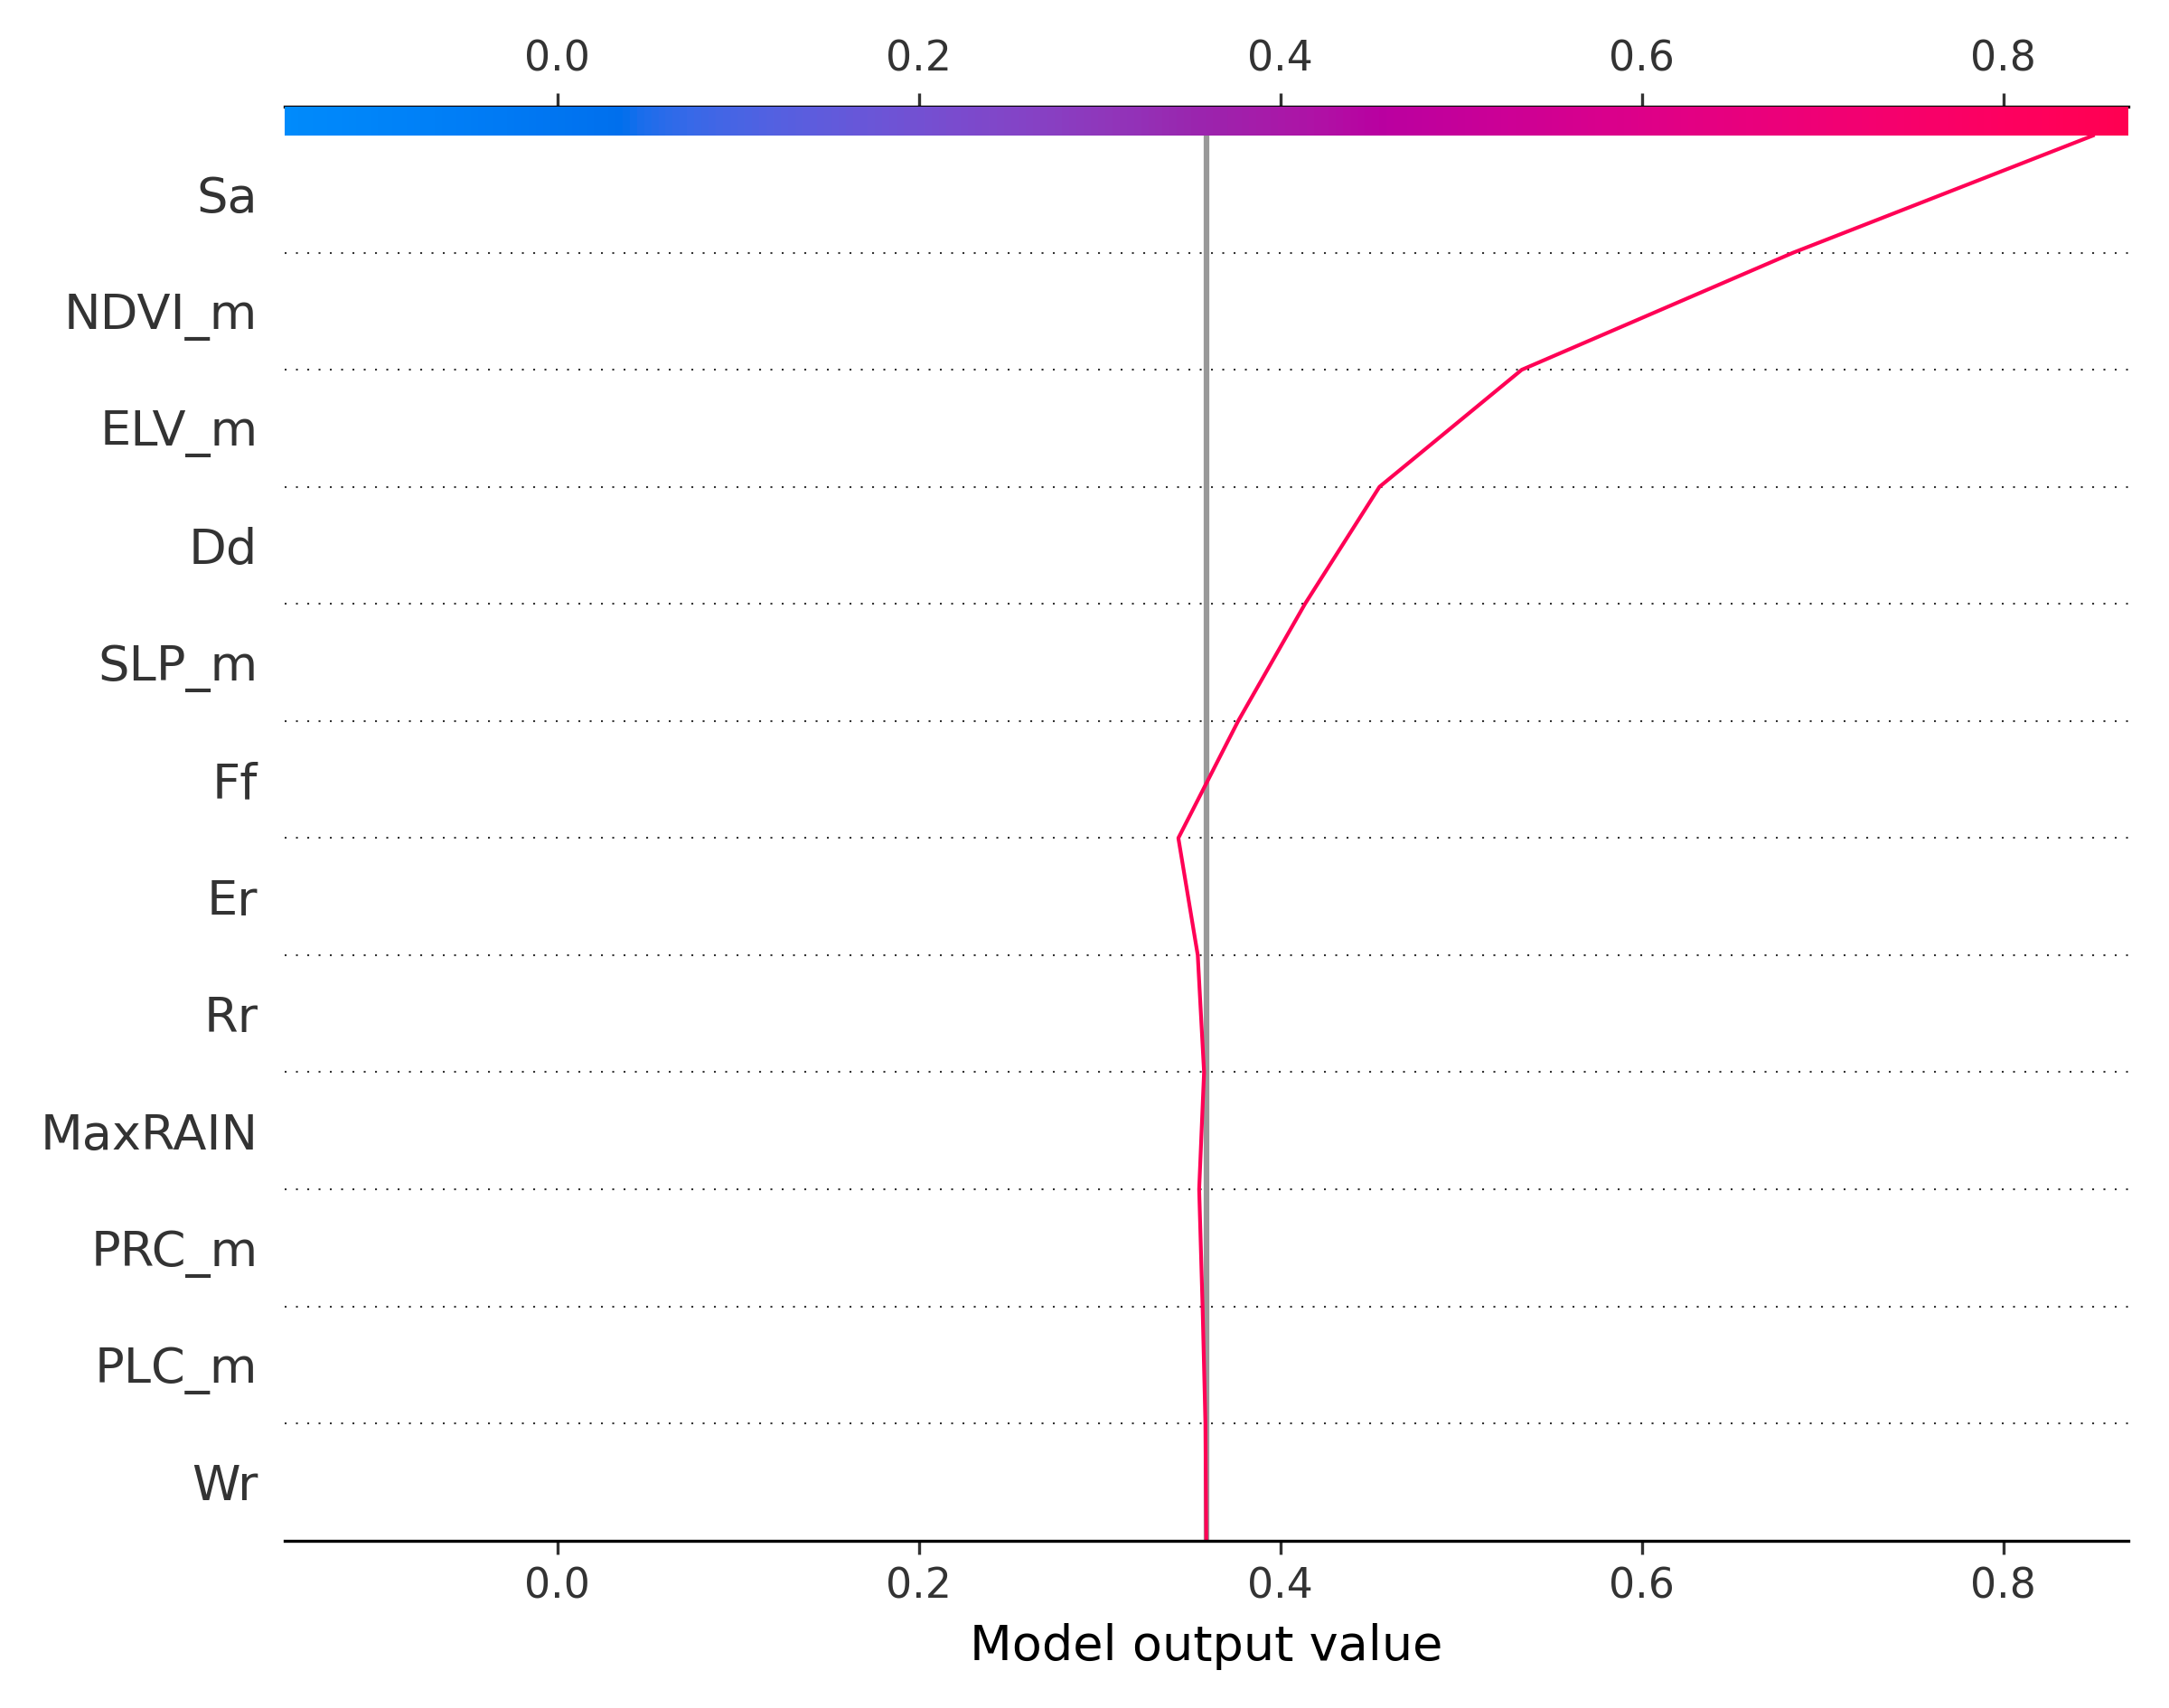 0.0 0.2 0.4 0.6 0.8
Sa
NDVI_m
ELV_m
Dd
SLP_m
Ff
Er
Rr
MaxRAIN
PRC_m
PLC_m
Wr
0.0 0.2 0.4 0.6 0.8
Model output value